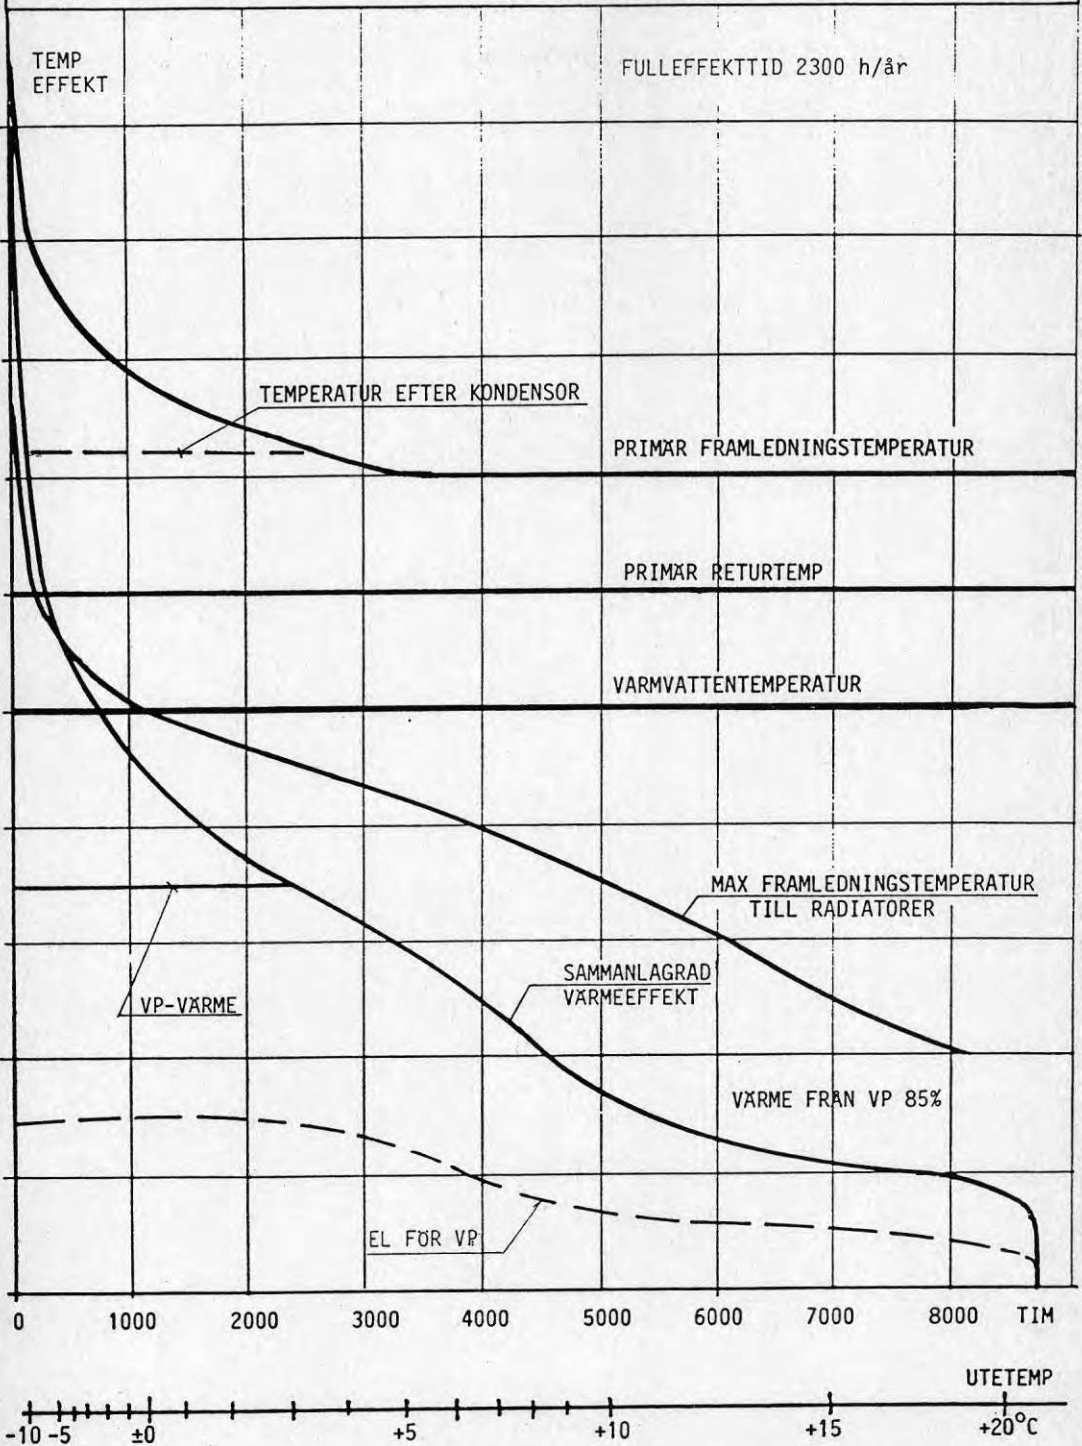 TEMP
EFFEKT
FULLEFFEKTTID 2300 h/år
TEMPERATUR EFTER KONDENSOR
PRIMÄR FRAMLEDNINGSTEMPERATUR
PRIMÄR RETURTEMP
VARMVATTENTEMPERATUR
MAX FRAMLEDNINGSTEMPERATUR
TILL RADIATORER
SAMMANLAGRAD
VÄRMEEFFEKT
VP-VÄRME
VÄRME FRÅN VP 85%
EL FÖR VP
0 1000 2000 3000 4000 5000 6000 7000 8000 TIM
UTETEMP
-10 -5 ±0 +5 +10 +15 +20°C